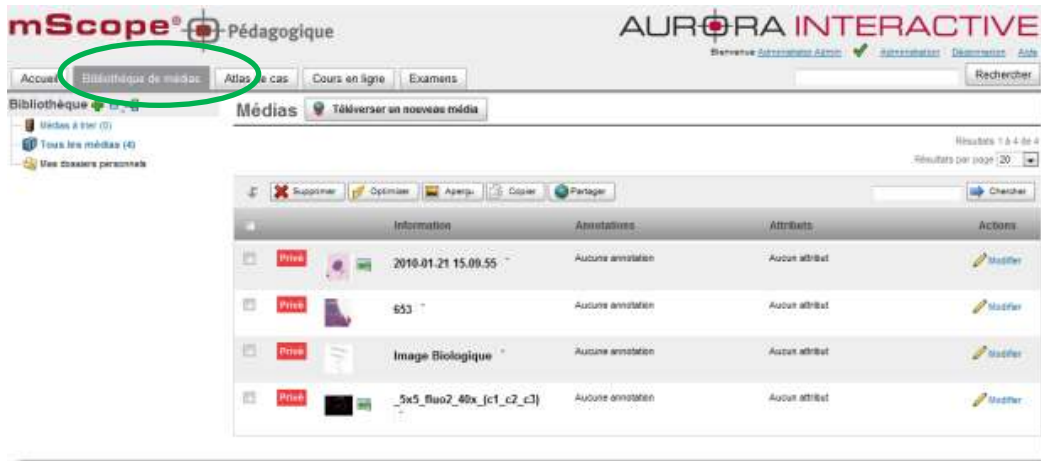 mScope® Pédagogique
AURORA INTERACTIVE
Bienvenue Administrator Admin Administration Déconnexion Aide
Accueil Bibliothèque de médias Atlas de cas Cours en ligne Examens Rechercher
Bibliothèque
Médias à trier (0)
Tous les médias (4)
Mes dossiers personnels
Médias Téléverser un nouveau média
Résultats 1 à 4 de 4
Résultats par page 20
Supprimer Optimiser Aperçu Copier Partager Chercher
Information Annotations Attributs Actions
Privé 2010-01-21 15.09.55 Aucune annotation Aucun attribut Modifier
Privé 653 Aucune annotation Aucun attribut Modifier
Privé Image Biologique Aucune annotation Aucun attribut Modifier
Privé _5x5_fluo2_40x_(c1_c2_c3) Aucune annotation Aucun attribut Modifier